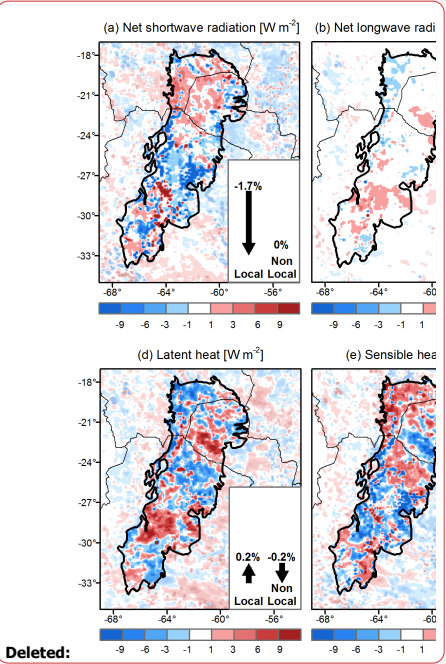 (a) Net shortwave radiation [W m-2]
(b) Net longwave radi
-18°
-21°
-24°
-27°
-30°
-33°
-1.7%
0%
Non
Local Local
-68° -64° -60° -56°
-68° -64° -60
-9 -6 -3 -1 1 3 6 9
-9 -6 -3 -1 1
(d) Latent heat [W m-2]
(e) Sensible hea
-18°
-21°
-24°
-27°
-30°
-33°
0.2% -0.2%
Non
Local Local
-68° -64° -60° -56°
-68° -64° -60
-9 -6 -3 -1 1 3 6 9
-9 -6 -3 -1 1
Deleted: